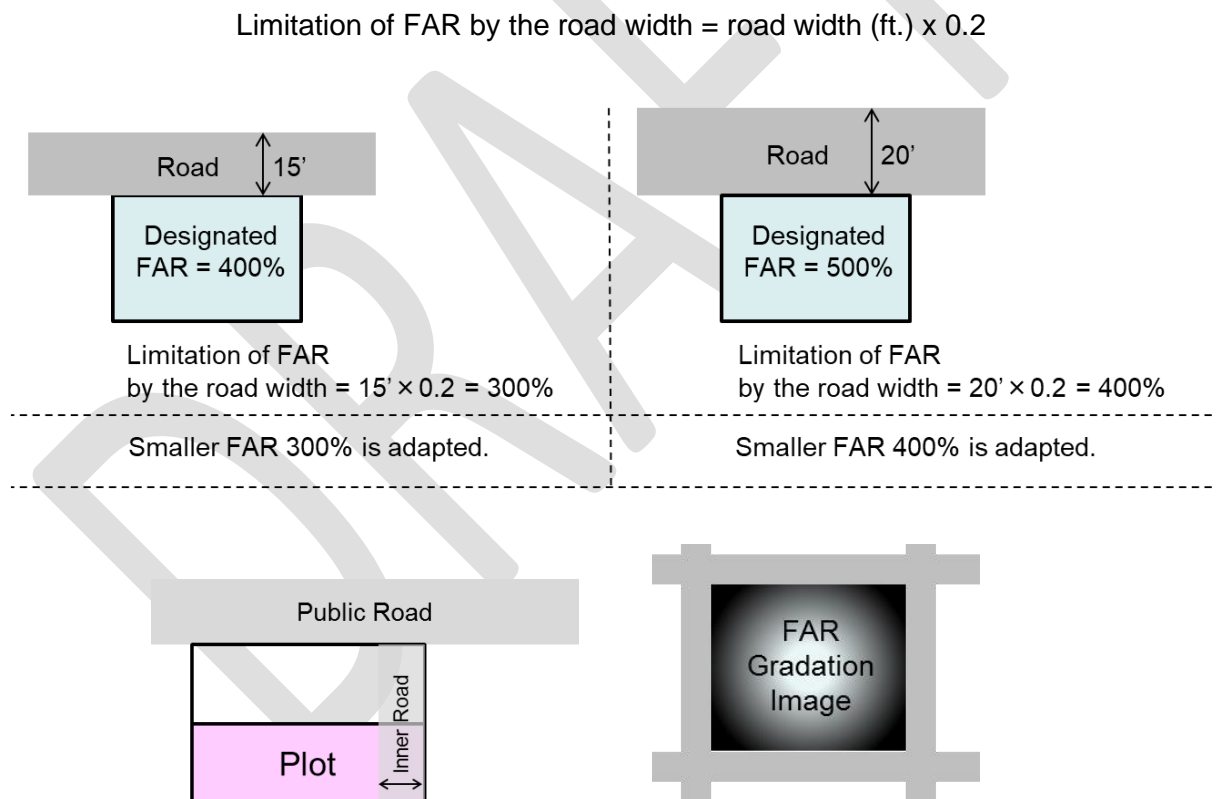 Limitation of FAR by the road width = road width (ft.) x 0.2
Road
15’
Designated
FAR = 400%
Limitation of FAR
by the road width = 15’ × 0.2 = 300%
Smaller FAR 300% is adapted.
Road
20’
Designated
FAR = 500%
Limitation of FAR
by the road width = 20’ × 0.2 = 400%
Smaller FAR 400% is adapted.
Public Road
Inner Road
Plot
FAR
Gradation
Image
DRAFT